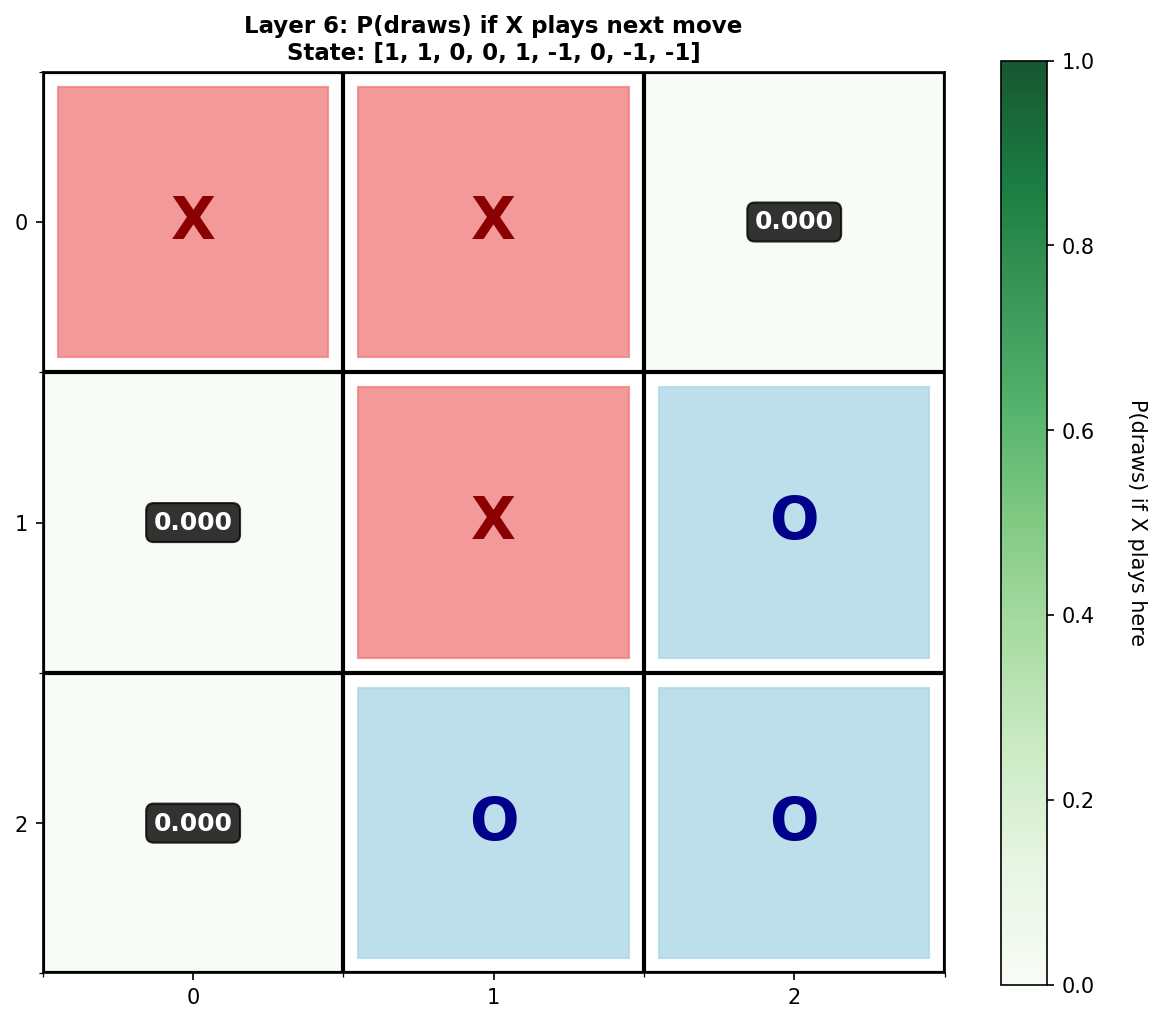 Layer 6: P(draws) if X plays next move
State: [1, 1, 0, 0, 1, -1, 0, -1, -1]
X
X
0.000
0.000
X
O
0.000
O
O
0
1
2
0
1
2
1.0
0.8
0.6
0.4
0.2
0.0
P(draws) if X plays here